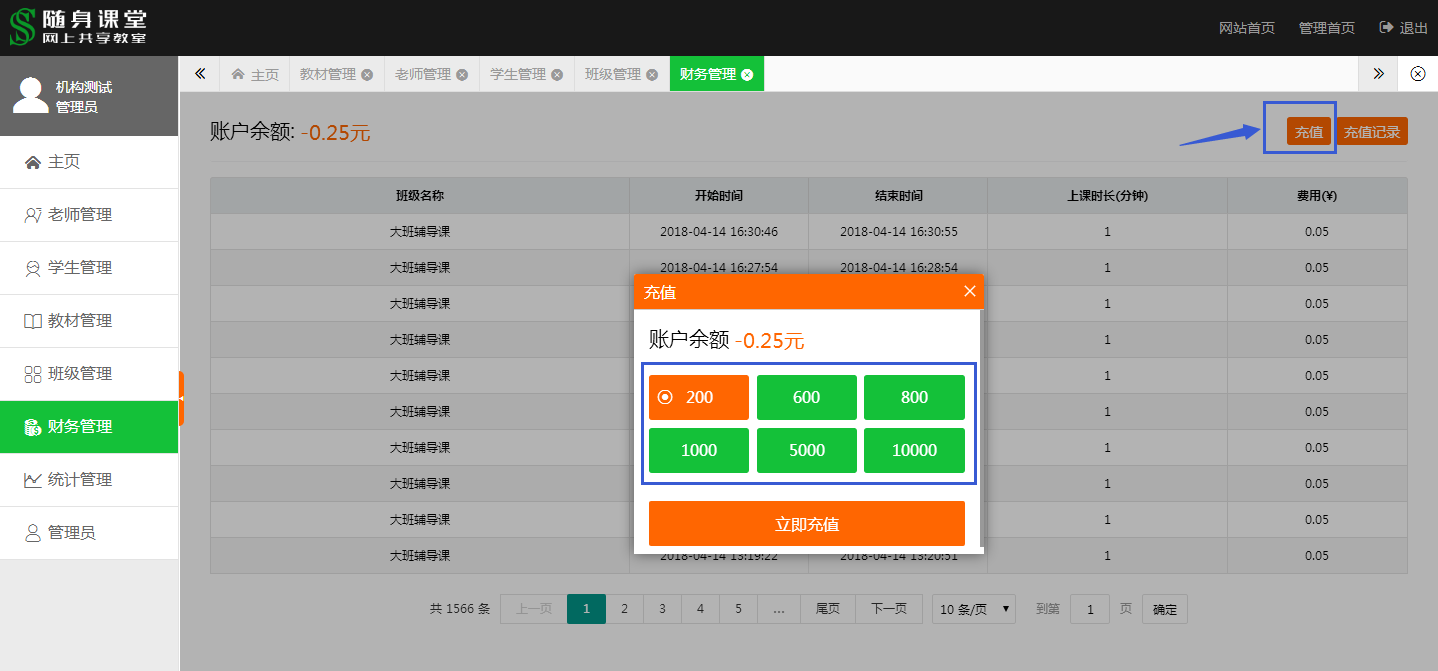 随身课堂
网上共享教室
网站首页 管理首页 退出
机构测试
管理员
主页 教材管理 老师管理 学生管理 班级管理 财务管理
主页
老师管理
学生管理
教材管理
班级管理
财务管理
统计管理
管理员
账户余额: -0.25元
充值 充值记录
班级名称 开始时间 结束时间 上课时长(分钟) 费用(¥)
大班辅导课 2018-04-14 16:30:46 2018-04-14 16:30:55 1 0.05
大班辅导课 2018-04-14 16:27:54 2018-04-14 16:28:54 1 0.05
大班辅导课 1 0.05
大班辅导课 1 0.05
大班辅导课 1 0.05
大班辅导课 1 0.05
大班辅导课 1 0.05
大班辅导课 1 0.05
大班辅导课 1 0.05
大班辅导课 2018-04-14 13:19:22 2018-04-14 13:20:51 1 0.05
充值
账户余额 -0.25元
200 600 800
1000 5000 10000
立即充值
共 1566 条 上一页 1 2 3 4 5 … 尾页 下一页 10 条/页 到第 1 页 确定